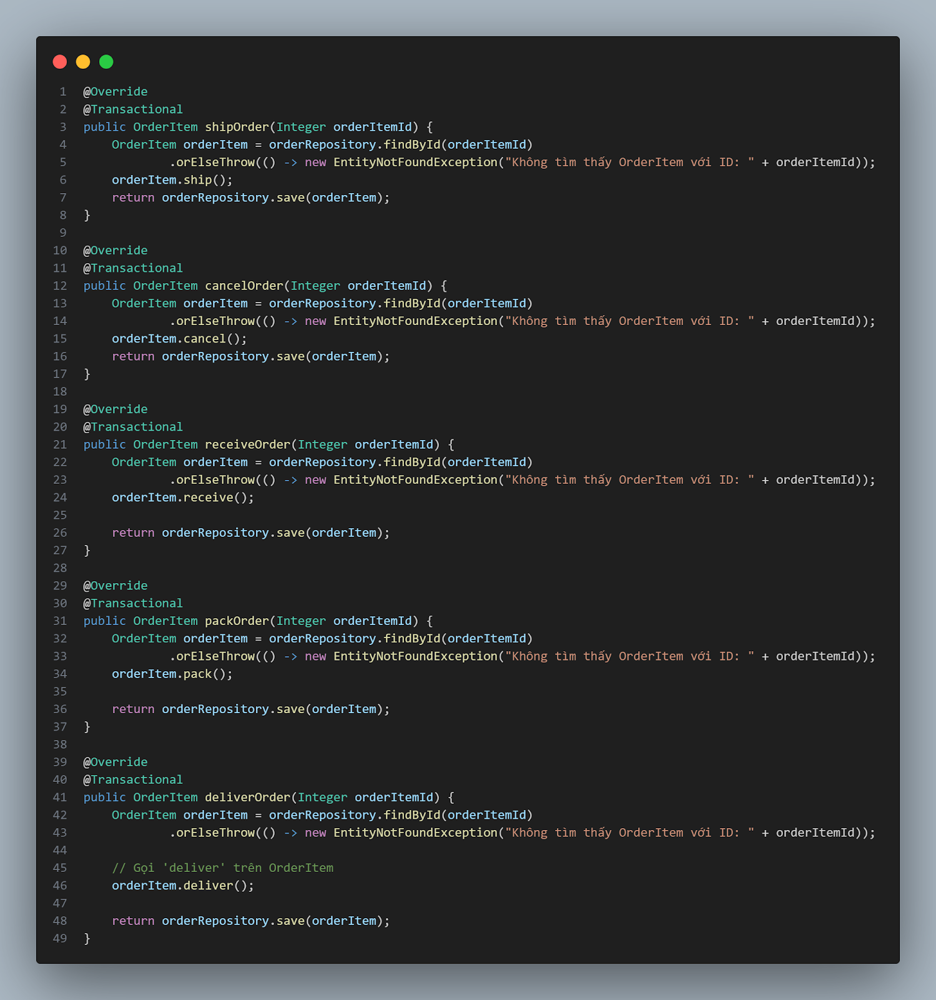 1 @Override
2 @Transactional
3 public OrderItem shipOrder(Integer orderItemId) {
4     OrderItem orderItem = orderRepository.findById(orderItemId)
5             .orElseThrow(() -> new EntityNotFoundException("Không tìm thấy OrderItem với ID: " + orderItemId));
6     orderItem.ship();
7     return orderRepository.save(orderItem);
8 }
9
10 @Override
11 @Transactional
12 public OrderItem cancelOrder(Integer orderItemId) {
13     OrderItem orderItem = orderRepository.findById(orderItemId)
14             .orElseThrow(() -> new EntityNotFoundException("Không tìm thấy OrderItem với ID: " + orderItemId));
15     orderItem.cancel();
16     return orderRepository.save(orderItem);
17 }
18
19 @Override
20 @Transactional
21 public OrderItem receiveOrder(Integer orderItemId) {
22     OrderItem orderItem = orderRepository.findById(orderItemId)
23             .orElseThrow(() -> new EntityNotFoundException("Không tìm thấy OrderItem với ID: " + orderItemId));
24     orderItem.receive();
25
26     return orderRepository.save(orderItem);
27 }
28
29 @Override
30 @Transactional
31 public OrderItem packOrder(Integer orderItemId) {
32     OrderItem orderItem = orderRepository.findById(orderItemId)
33             .orElseThrow(() -> new EntityNotFoundException("Không tìm thấy OrderItem với ID: " + orderItemId));
34     orderItem.pack();
35
36     return orderRepository.save(orderItem);
37 }
38
39 @Override
40 @Transactional
41 public OrderItem deliverOrder(Integer orderItemId) {
42     OrderItem orderItem = orderRepository.findById(orderItemId)
43             .orElseThrow(() -> new EntityNotFoundException("Không tìm thấy OrderItem với ID: " + orderItemId));
44
45     // Gọi 'deliver' trên OrderItem
46     orderItem.deliver();
47
48     return orderRepository.save(orderItem);
49 }